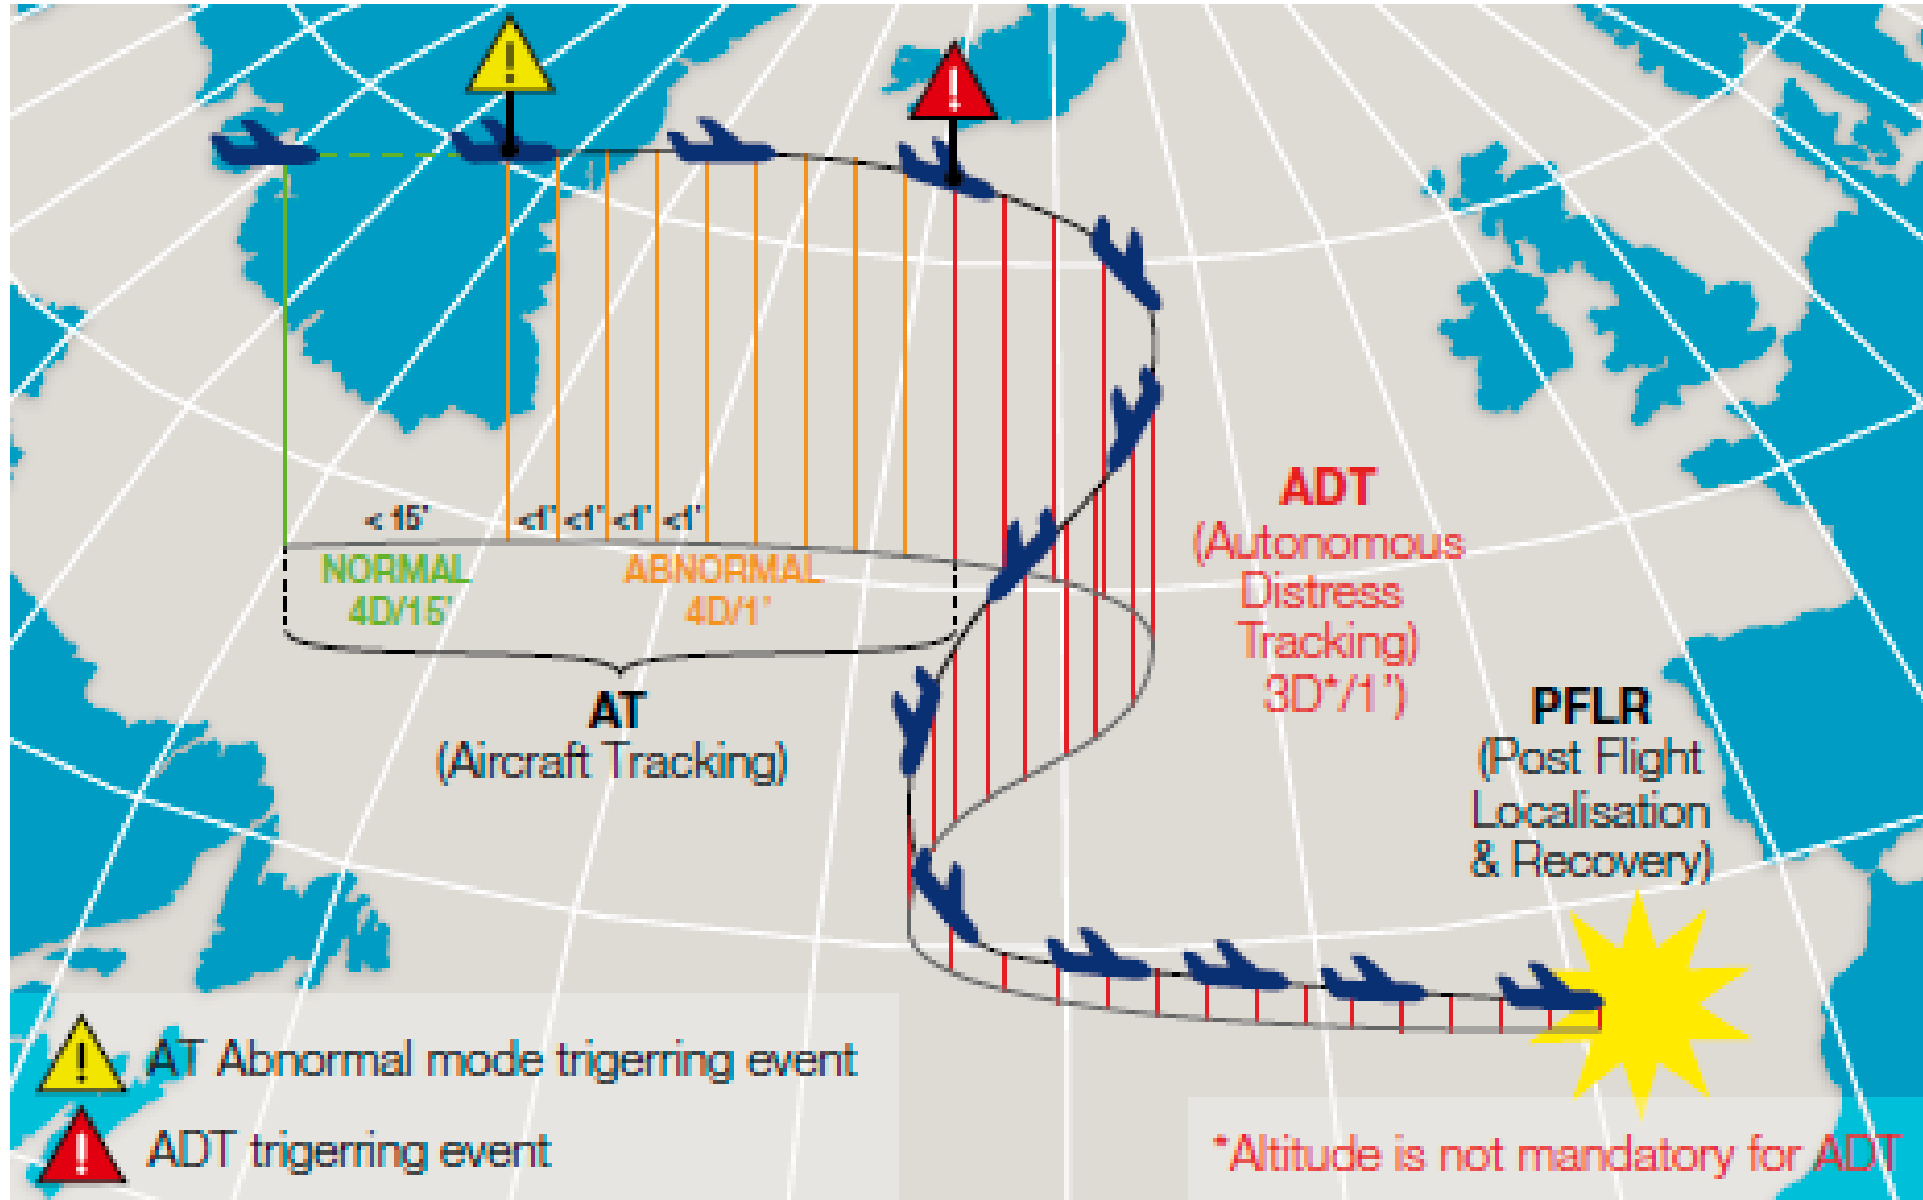 !
!
< 15'
<1' <1' <1' <1'
NORMAL
4D/15'
ABNORMAL
4D/1'
AT
(Aircraft Tracking)
ADT
(Autonomous
Distress
Tracking)
3D*/1')
PFLR
(Post Flight
Localisation
& Recovery)
! AT Abnormal mode trigerring event
! ADT trigerring event
*Altitude is not mandatory for ADT